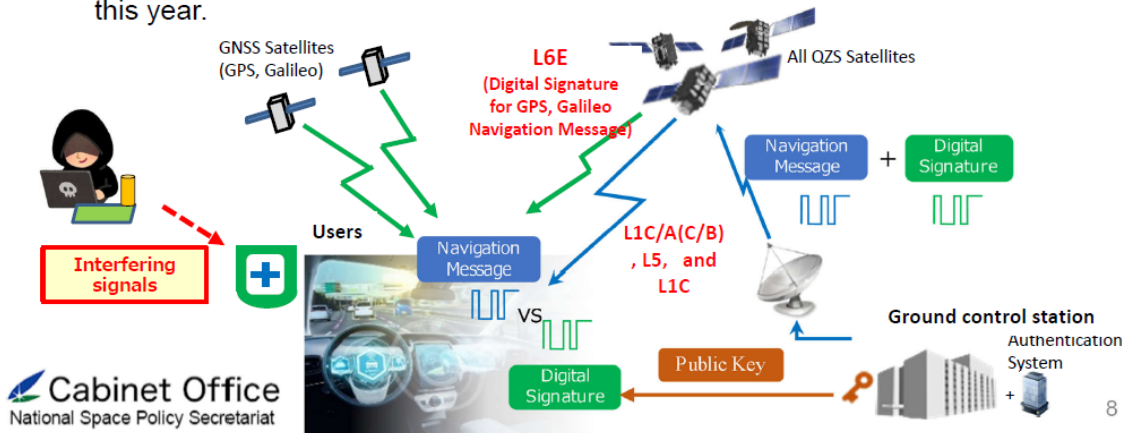 this year.
GNSS Satellites
(GPS, Galileo)
L6E
(Digital Signature
for GPS, Galileo
Navigation Message)
All QZS Satellites
Navigation
Message
+
Digital
Signature
Users
Navigation
Message
L1C/A(C/B)
, L5, and
L1C
Interfering
signals
VS
Digital
Signature
Public Key
Ground control station
Authentication
System
+
Cabinet Office
National Space Policy Secretariat
8